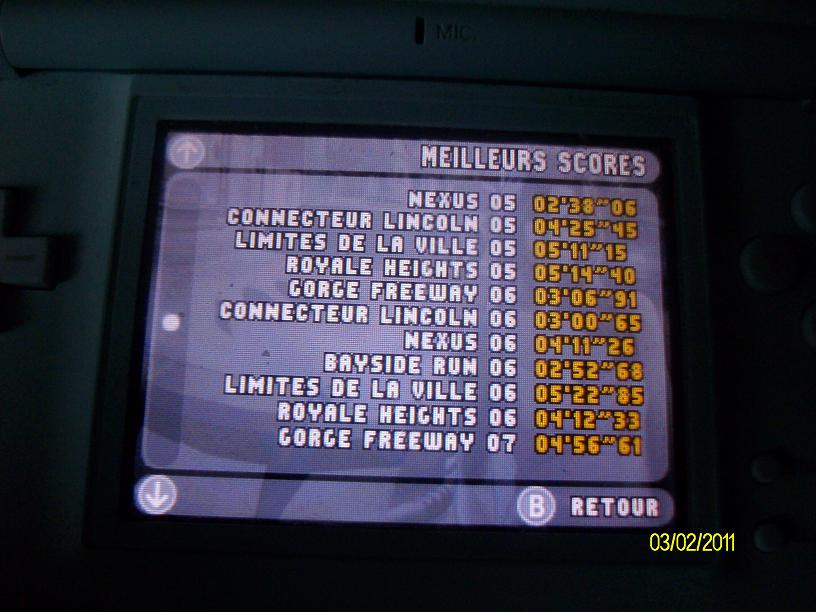 MIC.
MEILLEURS SCORES
NEXUS 05 02'38"06
CONNECTEUR LINCOLN 05 04'25"45
LIMITES DE LA VILLE 05 05'11"15
ROYALE HEIGHTS 05 05'14"40
GORGE FREEWAY 06 03'06"91
CONNECTEUR LINCOLN 06 03'00"65
NEXUS 06 04'11"26
BAYSIDE RUN 06 02'52"68
LIMITES DE LA VILLE 06 05'22"85
ROYALE HEIGHTS 06 04'12"33
GORGE FREEWAY 07 04'56"61
B RETOUR
03/02/2011